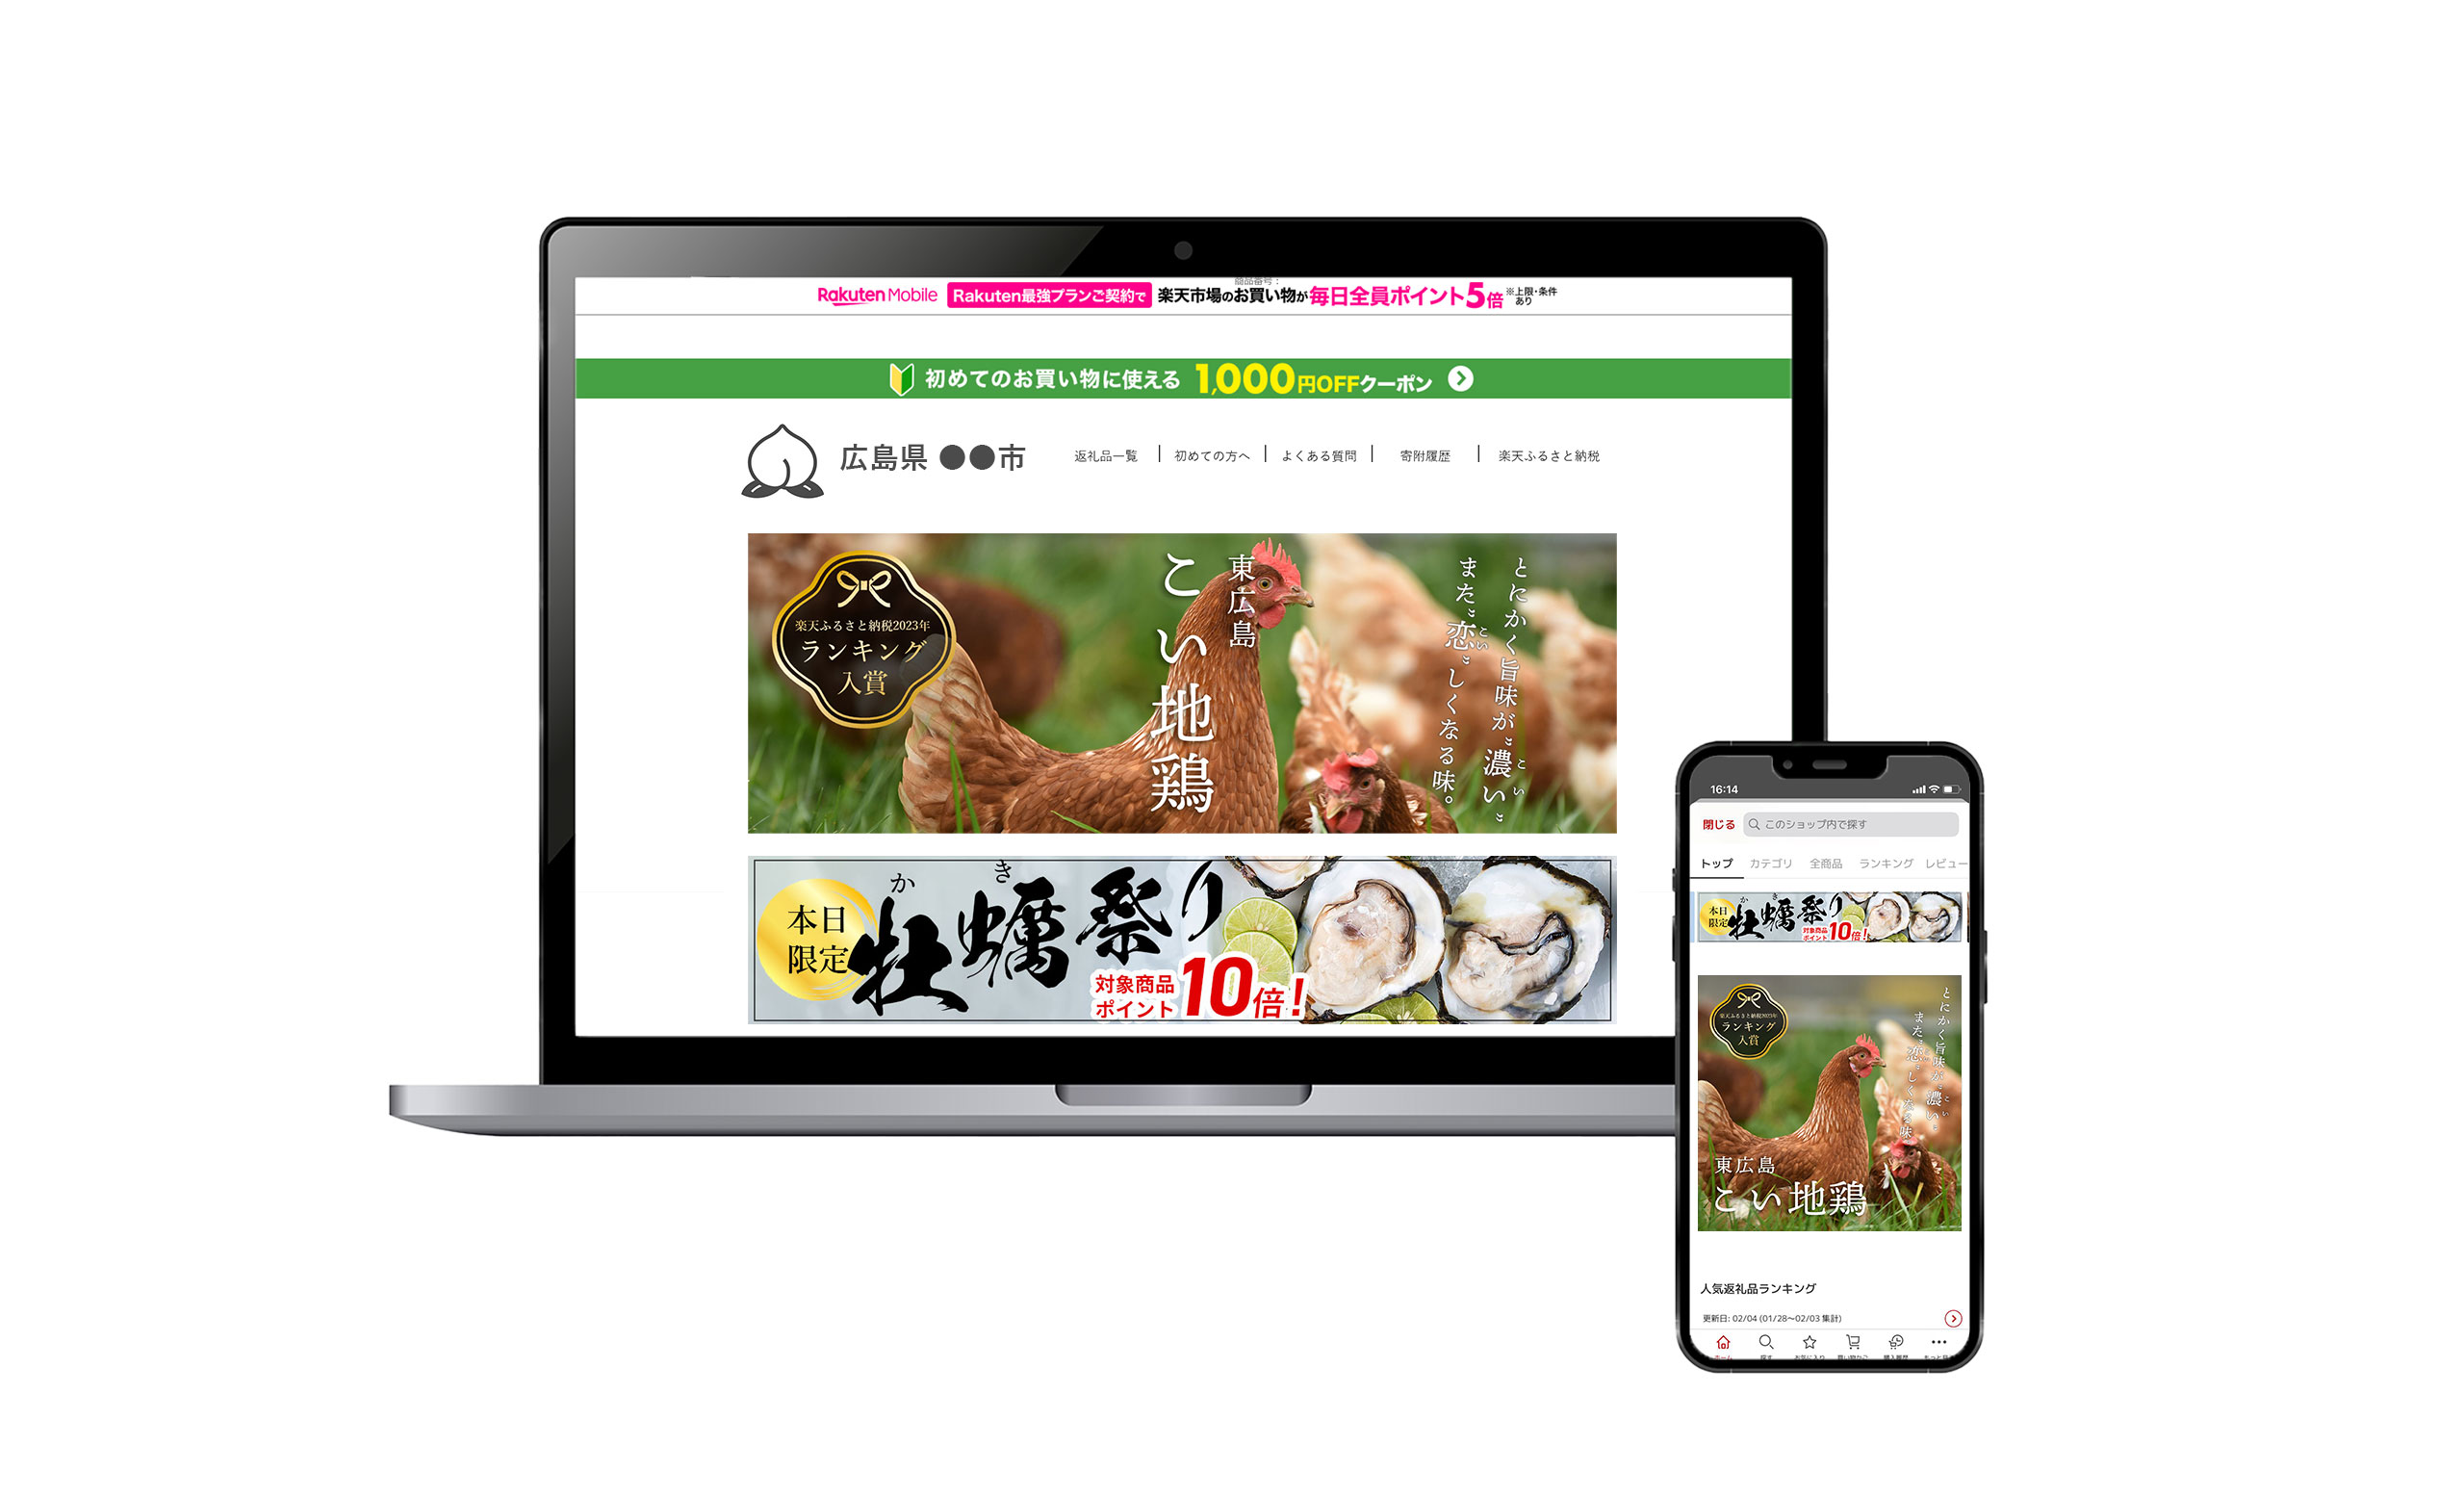 商品番号：
Rakuten Mobile Rakuten最強プランご契約で 楽天市場のお買い物が毎日全員ポイント5倍 ※上限・条件あり
初めてのお買い物に使える 1,000円OFFクーポン
広島県 ●●市
返礼品一覧 | 初めての方へ | よくある質問 | 寄附履歴 | 楽天ふるさと納税
楽天ふるさと納税2023年
ランキング
入賞
東広島
こい地鶏
とにかく旨味が"濃い"
こい
また"恋"しくなる味。
こい
本日
限定
かき
牡蠣祭り
対象商品
ポイント10倍!
16:14
閉じる このショップ内で探す
トップ カテゴリ 全商品 ランキング レビュー
本日
限定
かき
牡蠣祭り
対象商品
ポイント10倍!
楽天ふるさと納税2023年
ランキング
入賞
とにかく旨味が"濃い"
こい
また"恋"しくなる味。
東広島
こい地鶏
人気返礼品ランキング
更新日: 02/04 (01/28〜02/03 集計)